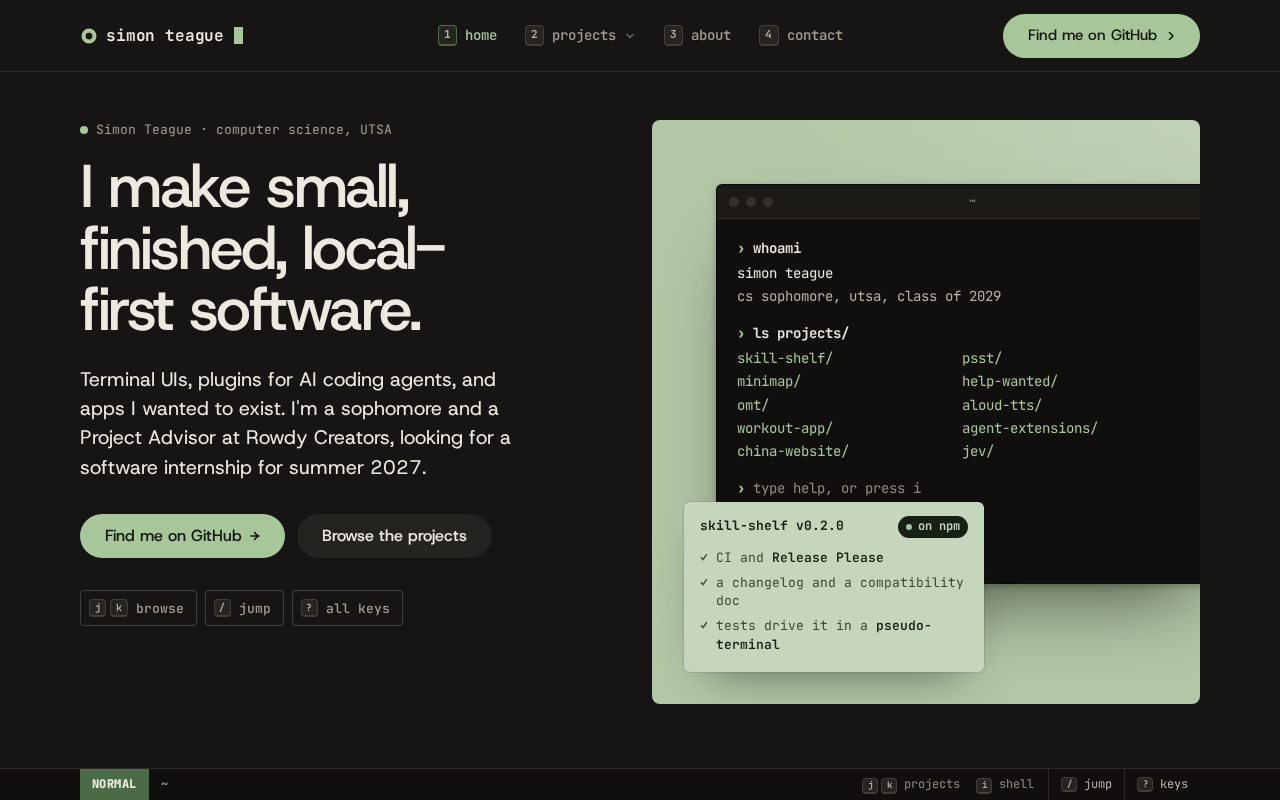 simon teague
1 home
2 projects
3 about
4 contact
Find me on GitHub
Simon Teague · computer science, UTSA
I make small,
finished, local-
first software.
Terminal UIs, plugins for AI coding agents, and
apps I wanted to exist. I'm a sophomore and a
Project Advisor at Rowdy Creators, looking for a
software internship for summer 2027.
Find me on GitHub →
Browse the projects
j k browse
/ jump
? all keys
~
› whoami
simon teague
cs sophomore, utsa, class of 2029
› ls projects/
skill-shelf/ psst/
minimap/ help-wanted/
omt/ aloud-tts/
workout-app/ agent-extensions/
china-website/ jev/
› type help, or press i
skill-shelf v0.2.0
on npm
✓ CI and Release Please
✓ a changelog and a compatibility
doc
✓ tests drive it in a pseudo-
terminal
NORMAL
~
j k projects
i shell
/ jump
? keys